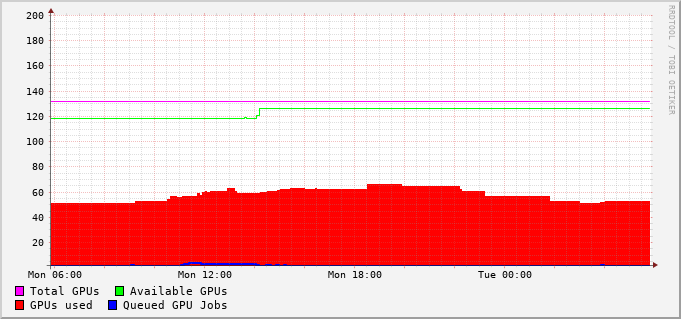 200
180
160
140
120
100
80
60
40
20
Mon 06:00 Mon 12:00 Mon 18:00 Tue 00:00
Total GPUs Available GPUs
GPUs used Queued GPU Jobs
RRDTOOL / TOBI OETIKER